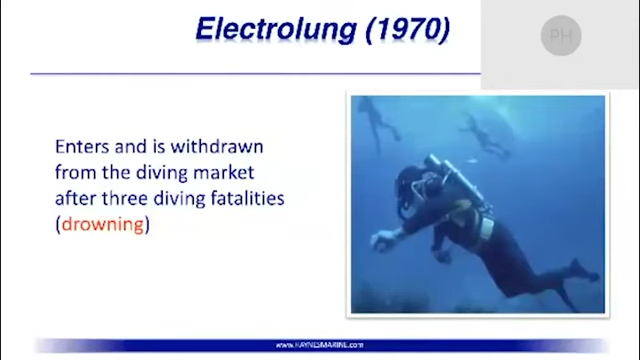 Electrolung (1970)
PH
Enters and is withdrawn
from the diving market
after three diving fatalities
(drowning)
www.HAYNESMARINE.com